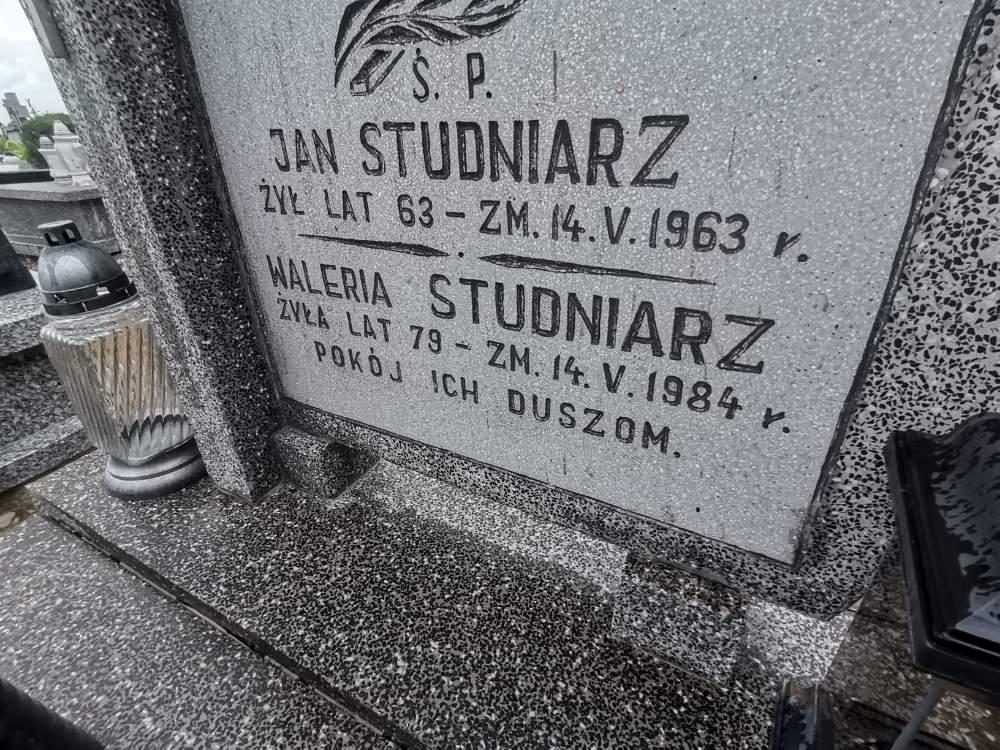 Ś. P.
JAN STUDNIARZ
ŻYŁ LAT 63 – ZM. 14. V. 1963 r.
WALERIA STUDNIARZ
ŻYŁA LAT 79 – ZM. 14. V. 1984 r.
POKÓJ ICH DUSZOM.